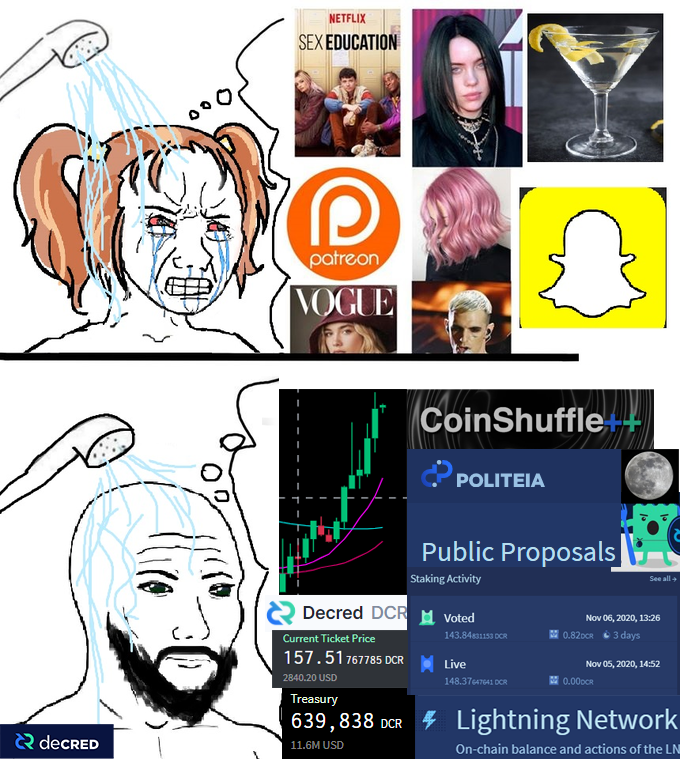 NETFLIX
SEX EDUCATION
patreon
VOGUE
CoinShuffle++
POLITEIA
Public Proposals
Staking Activity
See all →
Voted
Nov 06, 2020, 13:26
143.84831153 DCR
0.82DCR
3 days
Live
Nov 05, 2020, 14:52
148.37647641 DCR
0.00DCR
Decred DCR
Current Ticket Price
157.51767785 DCR
2840.20 USD
Treasury
639,838 DCR
11.6M USD
Lightning Network
On-chain balance and actions of the LN
decred